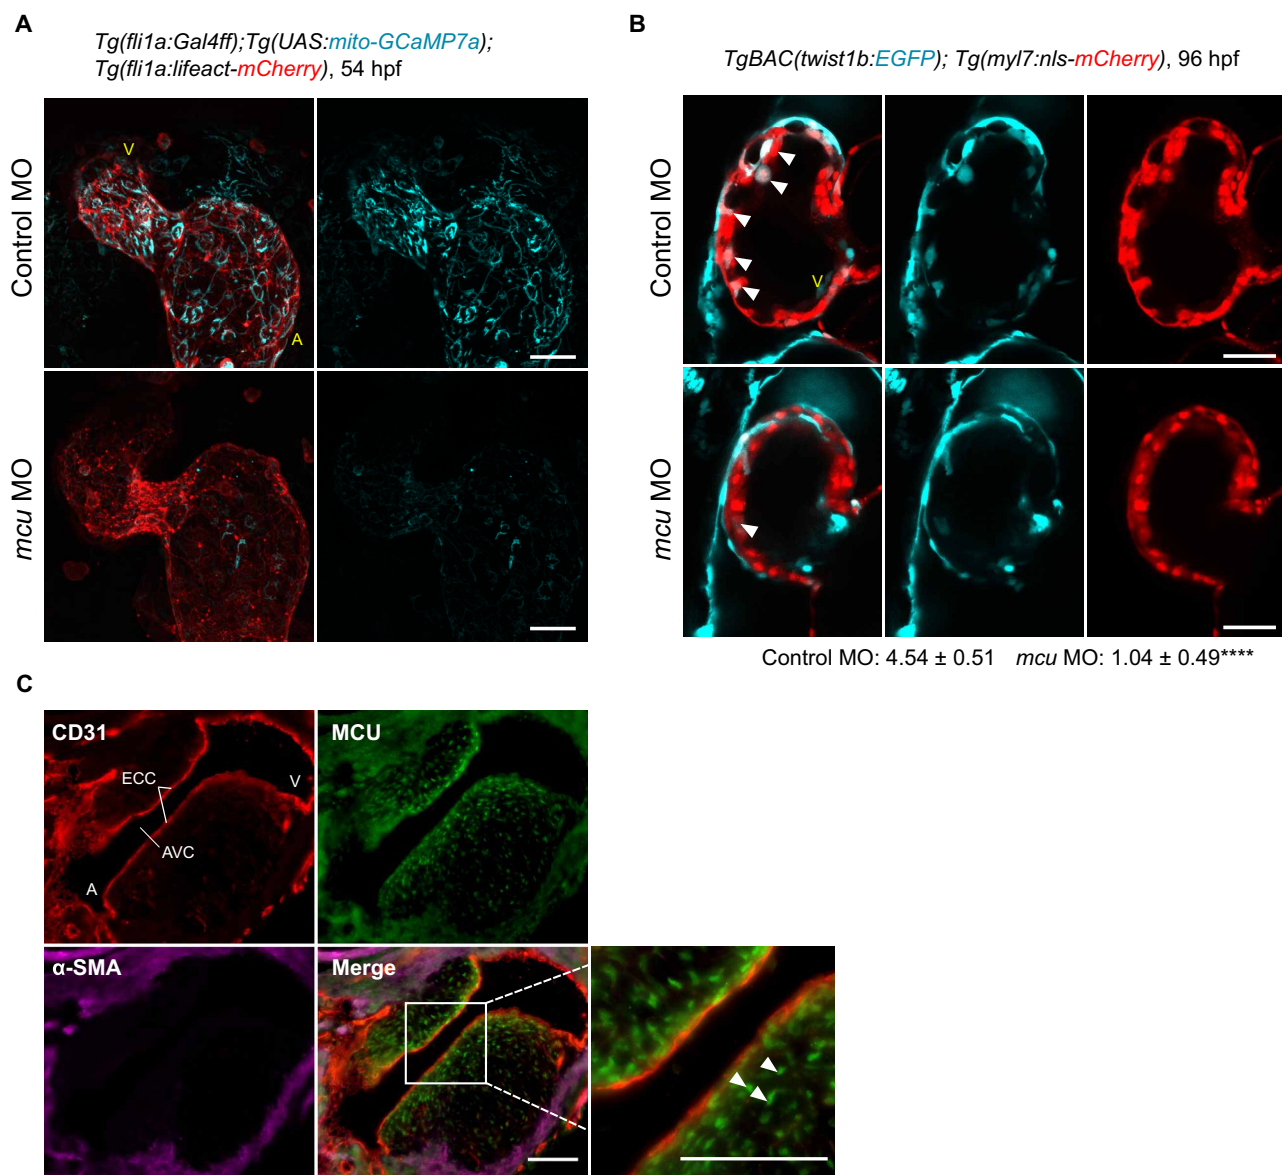 A
Tg(fli1a:Gal4ff);Tg(UAS:mito-GCaMP7a);
Tg(fli1a:lifeact-mCherry), 54 hpf
Control MO
V
A
mcu MO
B
TgBAC(twist1b:EGFP); Tg(myl7:nls-mCherry), 96 hpf
Control MO
V
mcu MO
Control MO: 4.54 ± 0.51 mcu MO: 1.04 ± 0.49****
C
CD31
ECC
V
AVC
A
MCU
α-SMA
Merge